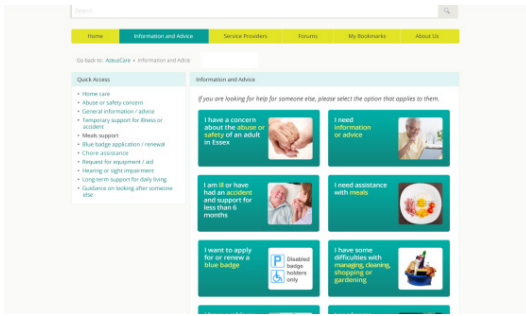 Search
Home
Information and Advice
Service Providers
Forums
My Bookmarks
About Us
Go back to: AskusCare » Information and Advice
Quick Access
Home care
Abuse or safety concern
General information / advice
Temporary support for illness or
accident
Meals support
Blue badge application / renewal
Chore assistance
Request for equipment / aid
Hearing or sight impairment
Long-term support for daily living
Guidance on looking after someone
else
Information and Advice
If you are looking for help for someone else, please select the option that applies to them.
I have a concern
about the abuse or
safety of an adult
in Essex
I need
information
or advice
I am ill or have
had an accident
and support for
less than 6
months
I need assistance
with meals
I want to apply
for or renew a
blue badge
P
Disabled
badge
holders
only
I have some
difficulties with
managing, cleaning,
shopping or
gardening